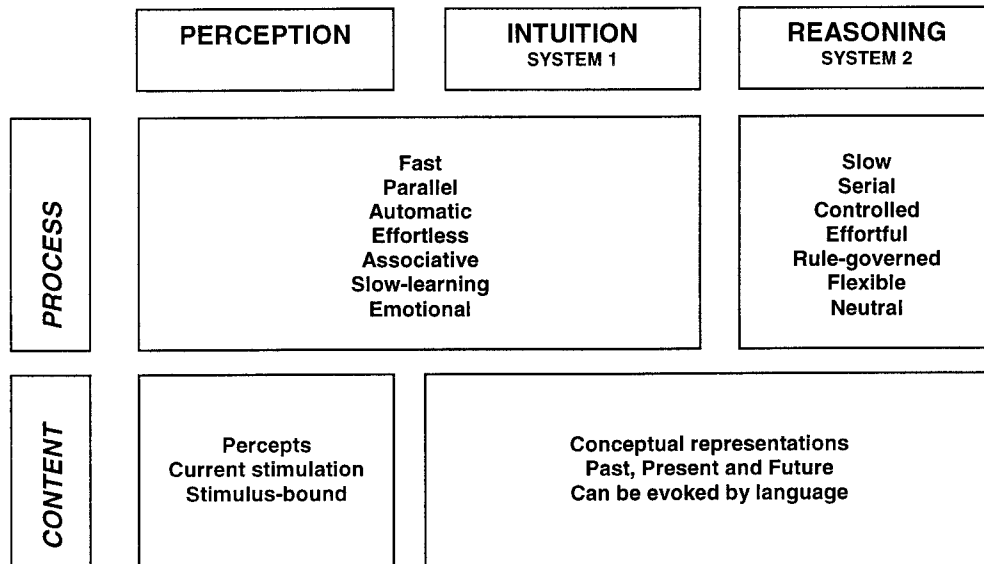 PERCEPTION
INTUITION
SYSTEM 1
REASONING
SYSTEM 2
PROCESS
Fast
Parallel
Automatic
Effortless
Associative
Slow-learning
Emotional
Slow
Serial
Controlled
Effortful
Rule-governed
Flexible
Neutral
CONTENT
Percepts
Current stimulation
Stimulus-bound
Conceptual representations
Past, Present and Future
Can be evoked by language